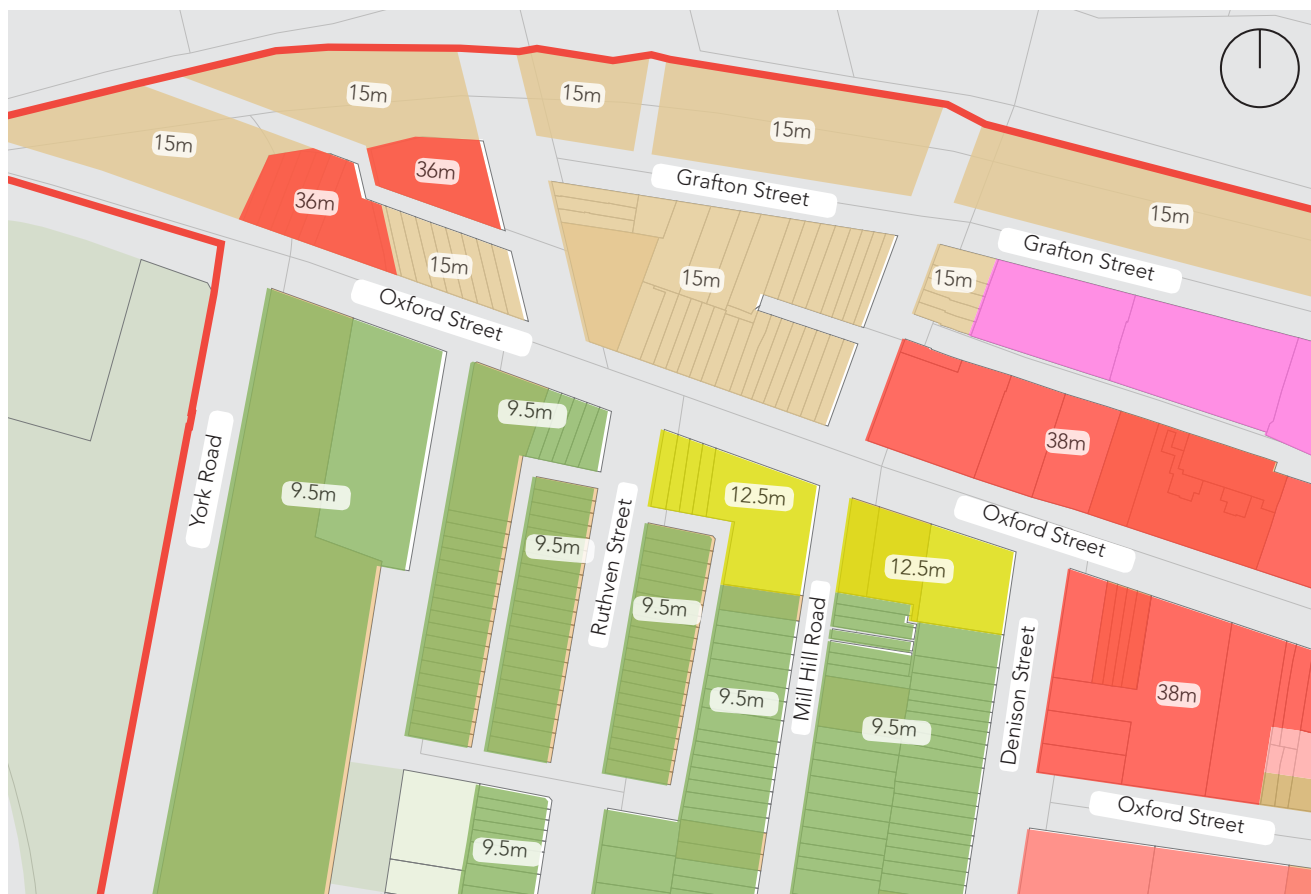 15m
15m
15m
15m
36m
36m
Grafton Street
15m
Grafton Street
15m
15m
15m
Oxford Street
9.5m
38m
9.5m
12.5m
York Road
Oxford Street
9.5m
Ruthven Street
12.5m
9.5m
Mill Hill Road
Denison Street
9.5m
38m
9.5m
Oxford Street
9.5m